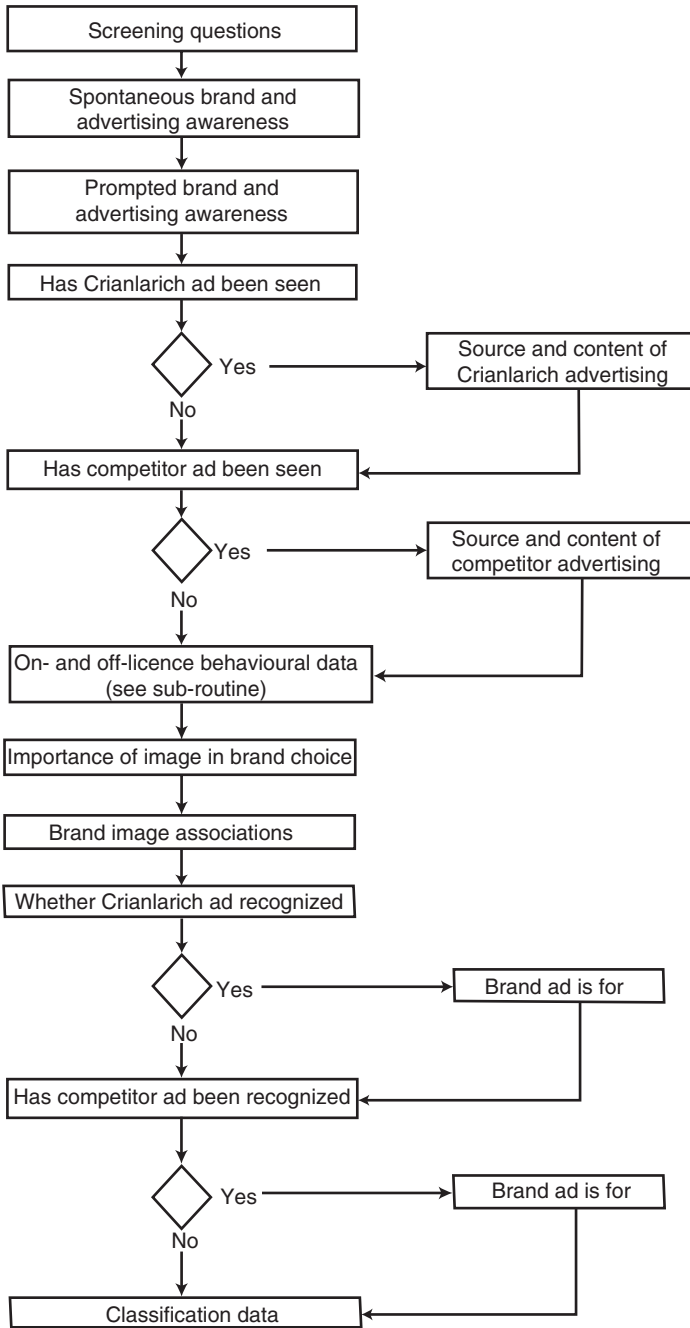 Screening questions
Spontaneous brand and
advertising awareness
Prompted brand and
advertising awareness
Has Crianlarich ad been seen
Yes
Source and content of
Crianlarich advertising
No
Has competitor ad been seen
Yes
Source and content of
competitor advertising
No
On- and off-licence behavioural data
(see sub-routine)
Importance of image in brand choice
Brand image associations
Whether Crianlarich ad recognized
Yes
Brand ad is for
No
Has competitor ad been recognized
Yes
Brand ad is for
No
Classification data